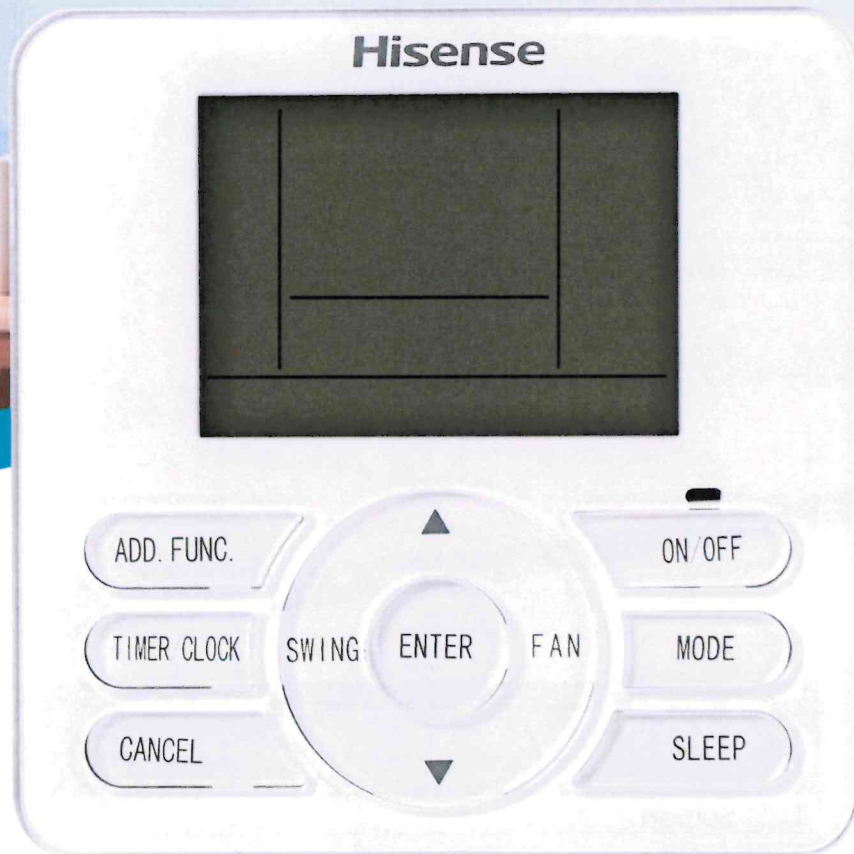 Hisense
ADD. FUNC.
ON/OFF
TIMER/CLOCK
SWING
ENTER
FAN
MODE
CANCEL
SLEEP